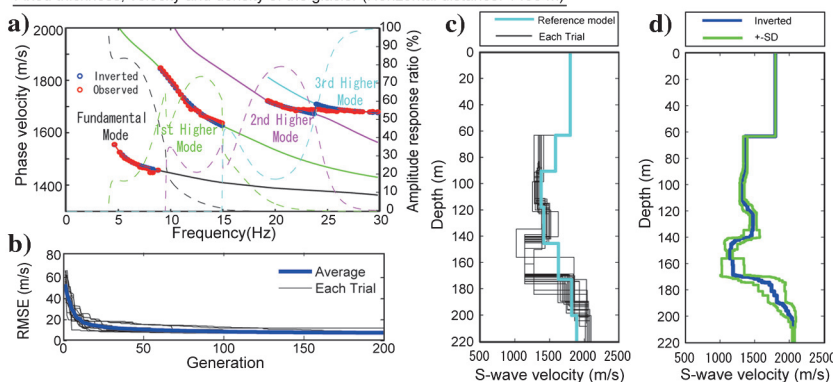 a)
2000
1800
1600
1400
Phase velocity (m/s)
Inverted
Observed
Fundamental
Mode
1st Higher
Mode
2nd Higher
Mode
3rd Higher
Mode
100
90
80
70
60
50
40
30
20
10
0
Amplitude response ratio (%)
0 5 10 15 20 25 30
Frequency(Hz)
b)
80
60
40
20
0
RMSE (m/s)
Average
Each Trial
0 50 100 150 200
Generation
c)
Reference model
Each Trial
0
20
40
60
80
100
120
140
160
180
200
220
Depth (m)
500 1000 1500 2000 2500
S-wave velocity (m/s)
d)
Inverted
+-SD
0
20
40
60
80
100
120
140
160
180
200
220
Depth (m)
500 1000 1500 2000 2500
S-wave velocity (m/s)